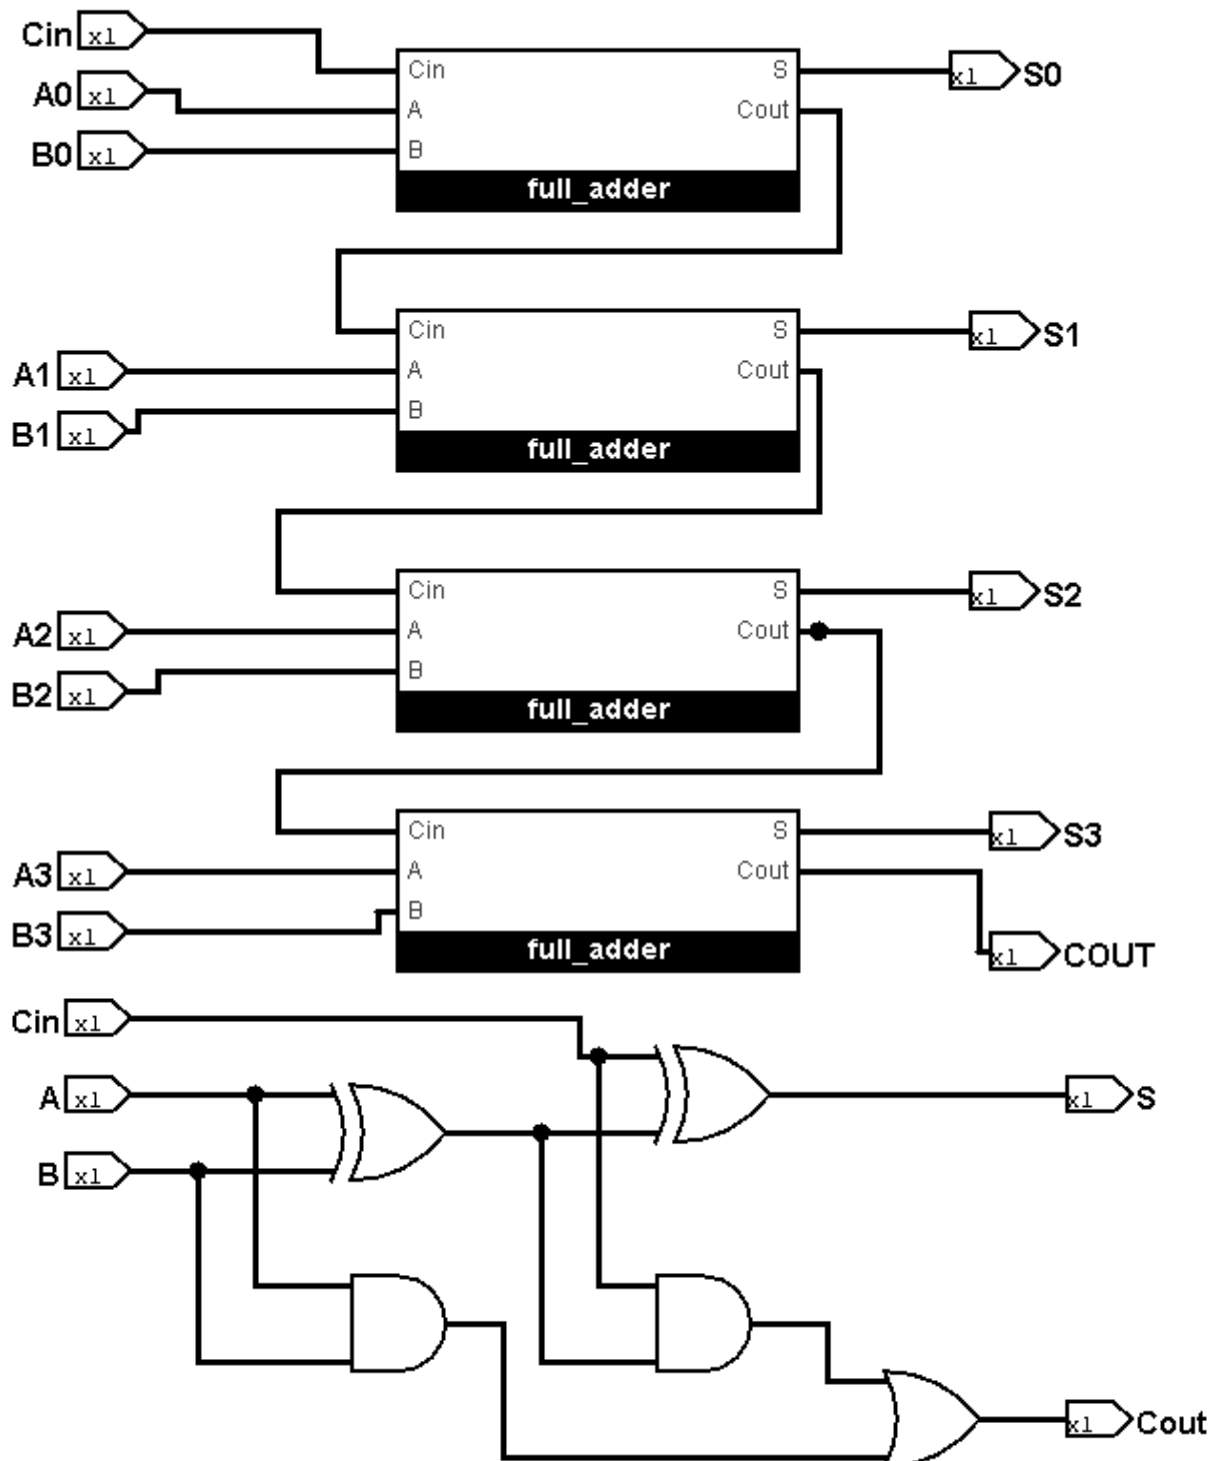 Cin x1
A0 x1
B0 x1
Cin S
A Cout
B
full_adder
x1 S0
Cin S
A Cout
B
full_adder
A1 x1
B1 x1
x1 S1
Cin S
A Cout
B
full_adder
A2 x1
B2 x1
x1 S2
Cin S
A Cout
B
full_adder
A3 x1
B3 x1
x1 S3
x1 COUT
Cin x1
A x1
B x1
x1 S
x1 Cout